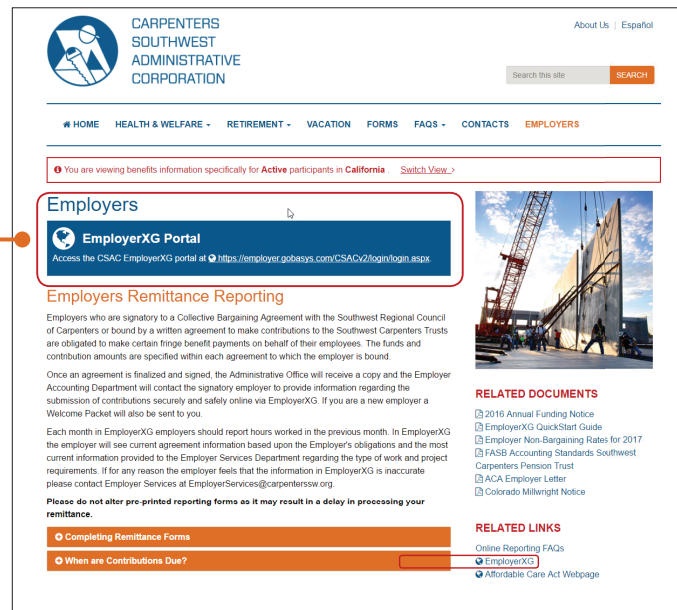 CARPENTERS
SOUTHWEST
ADMINISTRATIVE
CORPORATION
About Us | Español
Search this site
SEARCH
HOME HEALTH & WELFARE RETIREMENT VACATION FORMS FAQS CONTACTS EMPLOYERS
You are viewing benefits information specifically for Active participants in California . Switch View >
Employers
EmployerXG Portal
Access the CSAC EmployerXG portal at https://employer.gobasys.com/CSACv2/login/login.aspx.
Employers Remittance Reporting
Employers who are signatory to a Collective Bargaining Agreement with the Southwest Regional Council
of Carpenters or bound by a written agreement to make contributions to the Southwest Carpenters Trusts
are obligated to make certain fringe benefit payments on behalf of their employees. The funds and
contribution amounts are specified within each agreement to which the employer is bound.
Once an agreement is finalized and signed, the Administrative Office will receive a copy and the Employer
Accounting Department will contact the signatory employer to provide information regarding the
submission of contributions securely and safely online via EmployerXG. If you are a new employer a
Welcome Packet will also be sent to you.
Each month in EmployerXG employers should report hours worked in the previous month. In EmployerXG
the employer will see current agreement information based upon the Employer's obligations and the most
current information provided to the Employer Services Department regarding the type of work and project
requirements. If for any reason the employer feels that the information in EmployerXG is inaccurate
please contact Employer Services at EmployerServices@carpenterssw.org.
Please do not alter pre-printed reporting forms as it may result in a delay in processing your
remittance.
Completing Remittance Forms
When are Contributions Due?
RELATED DOCUMENTS
2016 Annual Funding Notice
EmployerXG QuickStart Guide
Employer Non-Bargaining Rates for 2017
FASB Accounting Standards Southwest
Carpenters Pension Trust
ACA Employer Letter
Colorado Millwright Notice
RELATED LINKS
Online Reporting FAQs
EmployerXG
Affordable Care Act Webpage